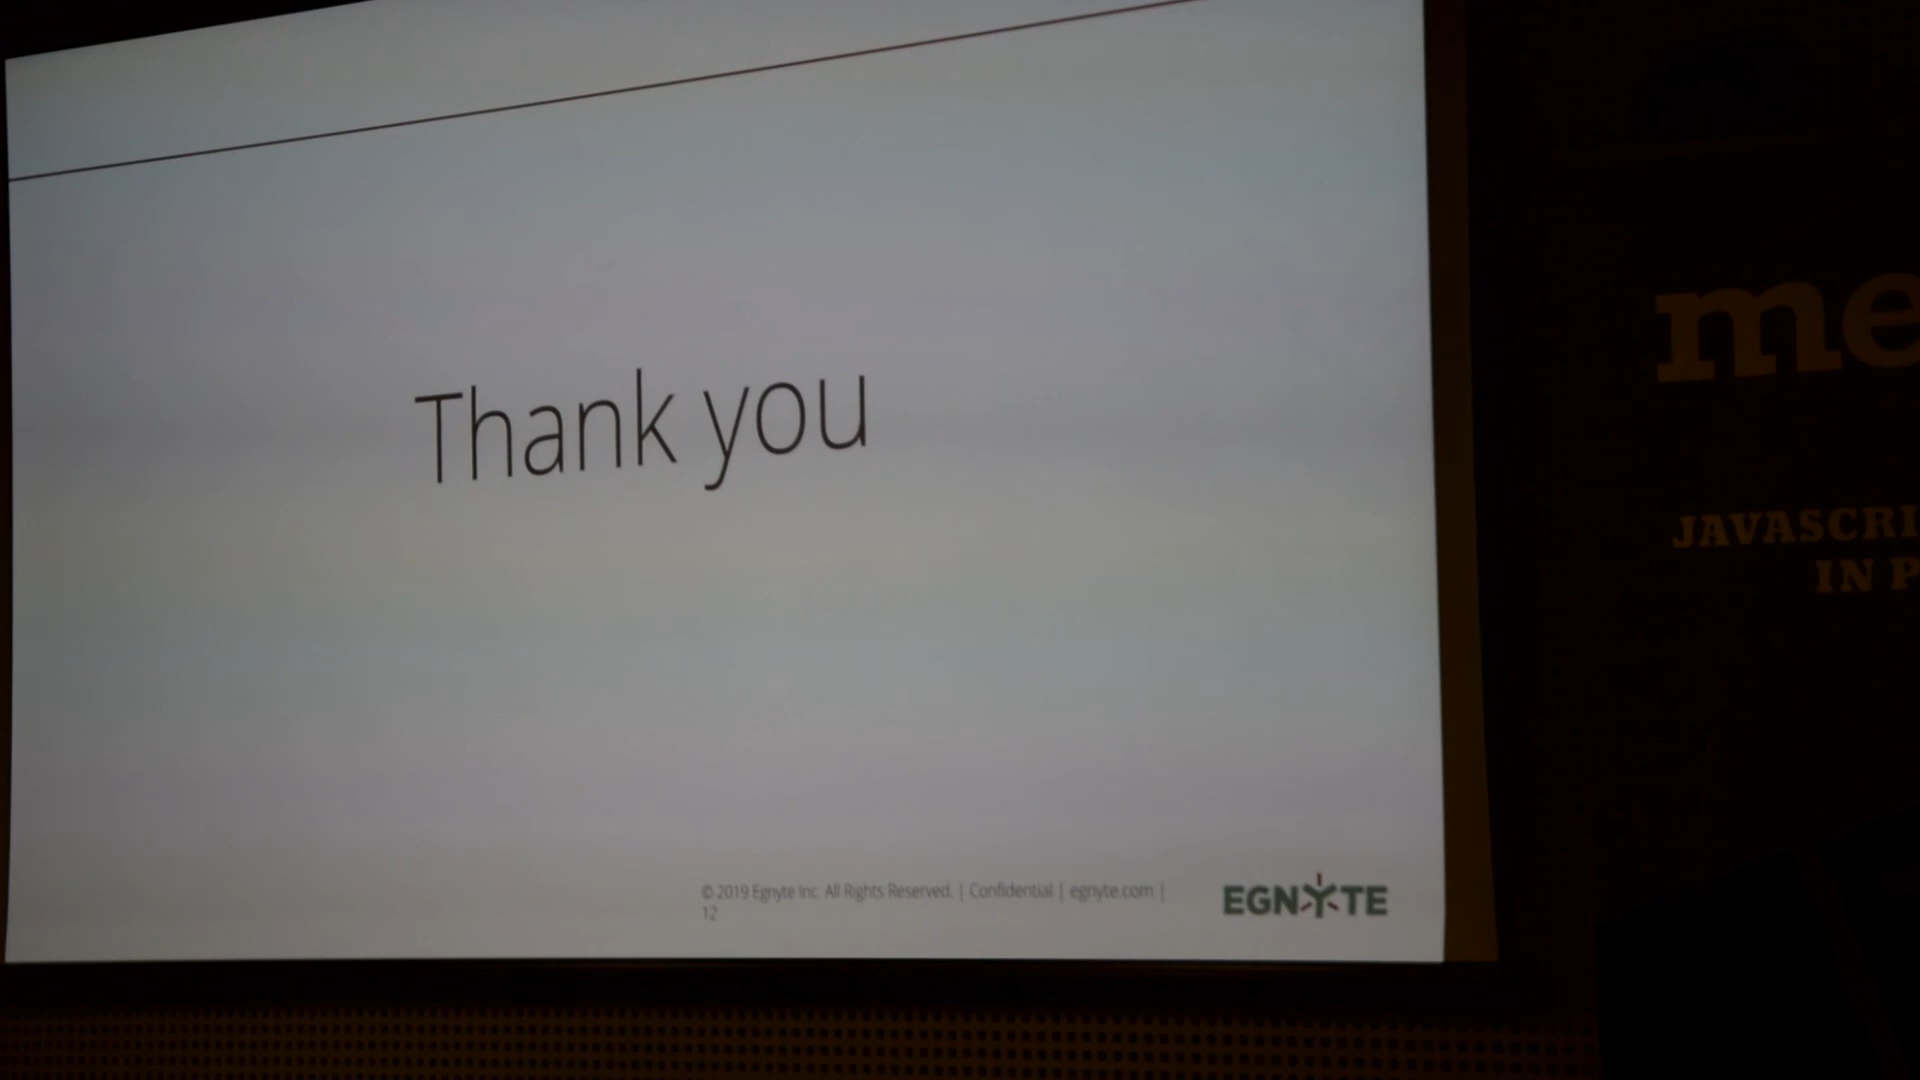 Thank you
© 2019 Egnyte Inc. All Rights Reserved. | Confidential | egnyte.com |
12
EGNYTE
me
JAVASCRI
IN P